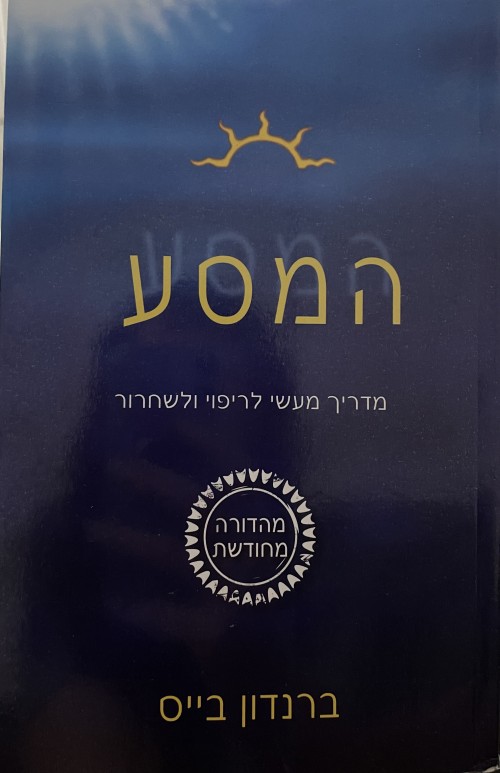 המסע
מדריך מעשי לריפוי ולשחרור
מהדורה
מחודשת
ברנדון בייס